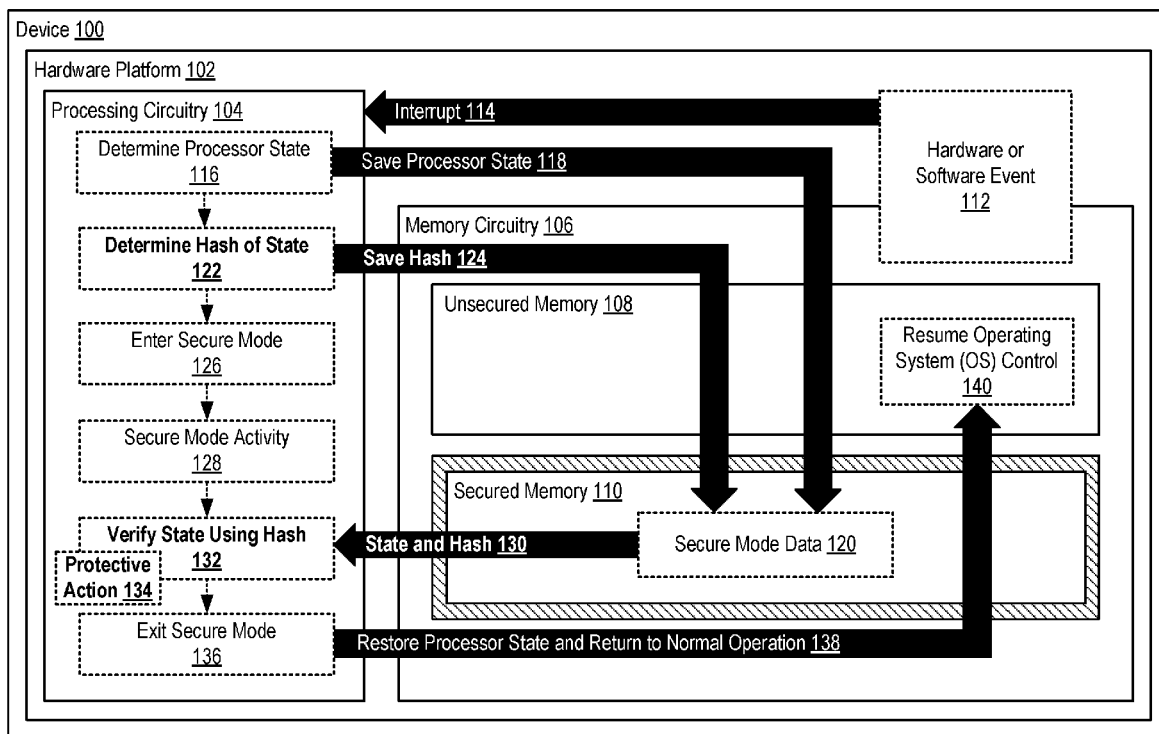 Device 100
Hardware Platform 102
Processing Circuitry 104
Interrupt 114
Hardware or
Software Event
112
Determine Processor State
116
Save Processor State 118
Memory Circuitry 106
Determine Hash of State
122
Save Hash 124
Unsecured Memory 108
Enter Secure Mode
126
Resume Operating
System (OS) Control
140
Secure Mode Activity
128
Secured Memory 110
Verify State Using Hash
132
State and Hash 130
Secure Mode Data 120
Protective
Action 134
Exit Secure Mode
136
Restore Processor State and Return to Normal Operation 138